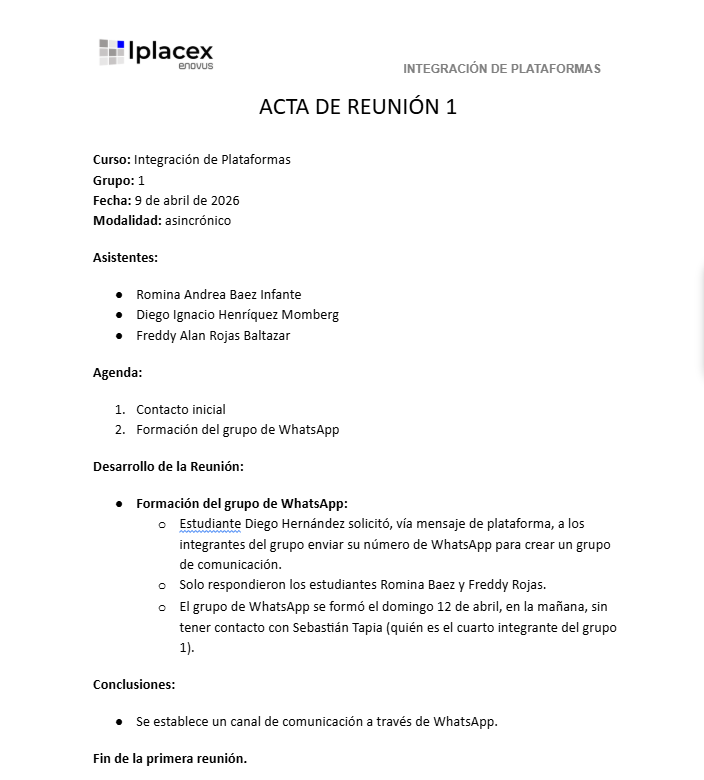 Iplacex
enovus
INTEGRACIÓN DE PLATAFORMAS
ACTA DE REUNIÓN 1
Curso: Integración de Plataformas
Grupo: 1
Fecha: 9 de abril de 2026
Modalidad: asincrónico
Asistentes:
● Romina Andrea Baez Infante
● Diego Ignacio Henríquez Momberg
● Freddy Alan Rojas Baltazar
Agenda:
1. Contacto inicial
2. Formación del grupo de WhatsApp
Desarrollo de la Reunión:
● Formación del grupo de WhatsApp:
o Estudiante Diego Hernández solicitó, vía mensaje de plataforma, a los
integrantes del grupo enviar su número de WhatsApp para crear un grupo
de comunicación.
o Solo respondieron los estudiantes Romina Baez y Freddy Rojas.
o El grupo de WhatsApp se formó el domingo 12 de abril, en la mañana, sin
tener contacto con Sebastián Tapia (quién es el cuarto integrante del grupo
1).
Conclusiones:
● Se establece un canal de comunicación a través de WhatsApp.
Fin de la primera reunión.